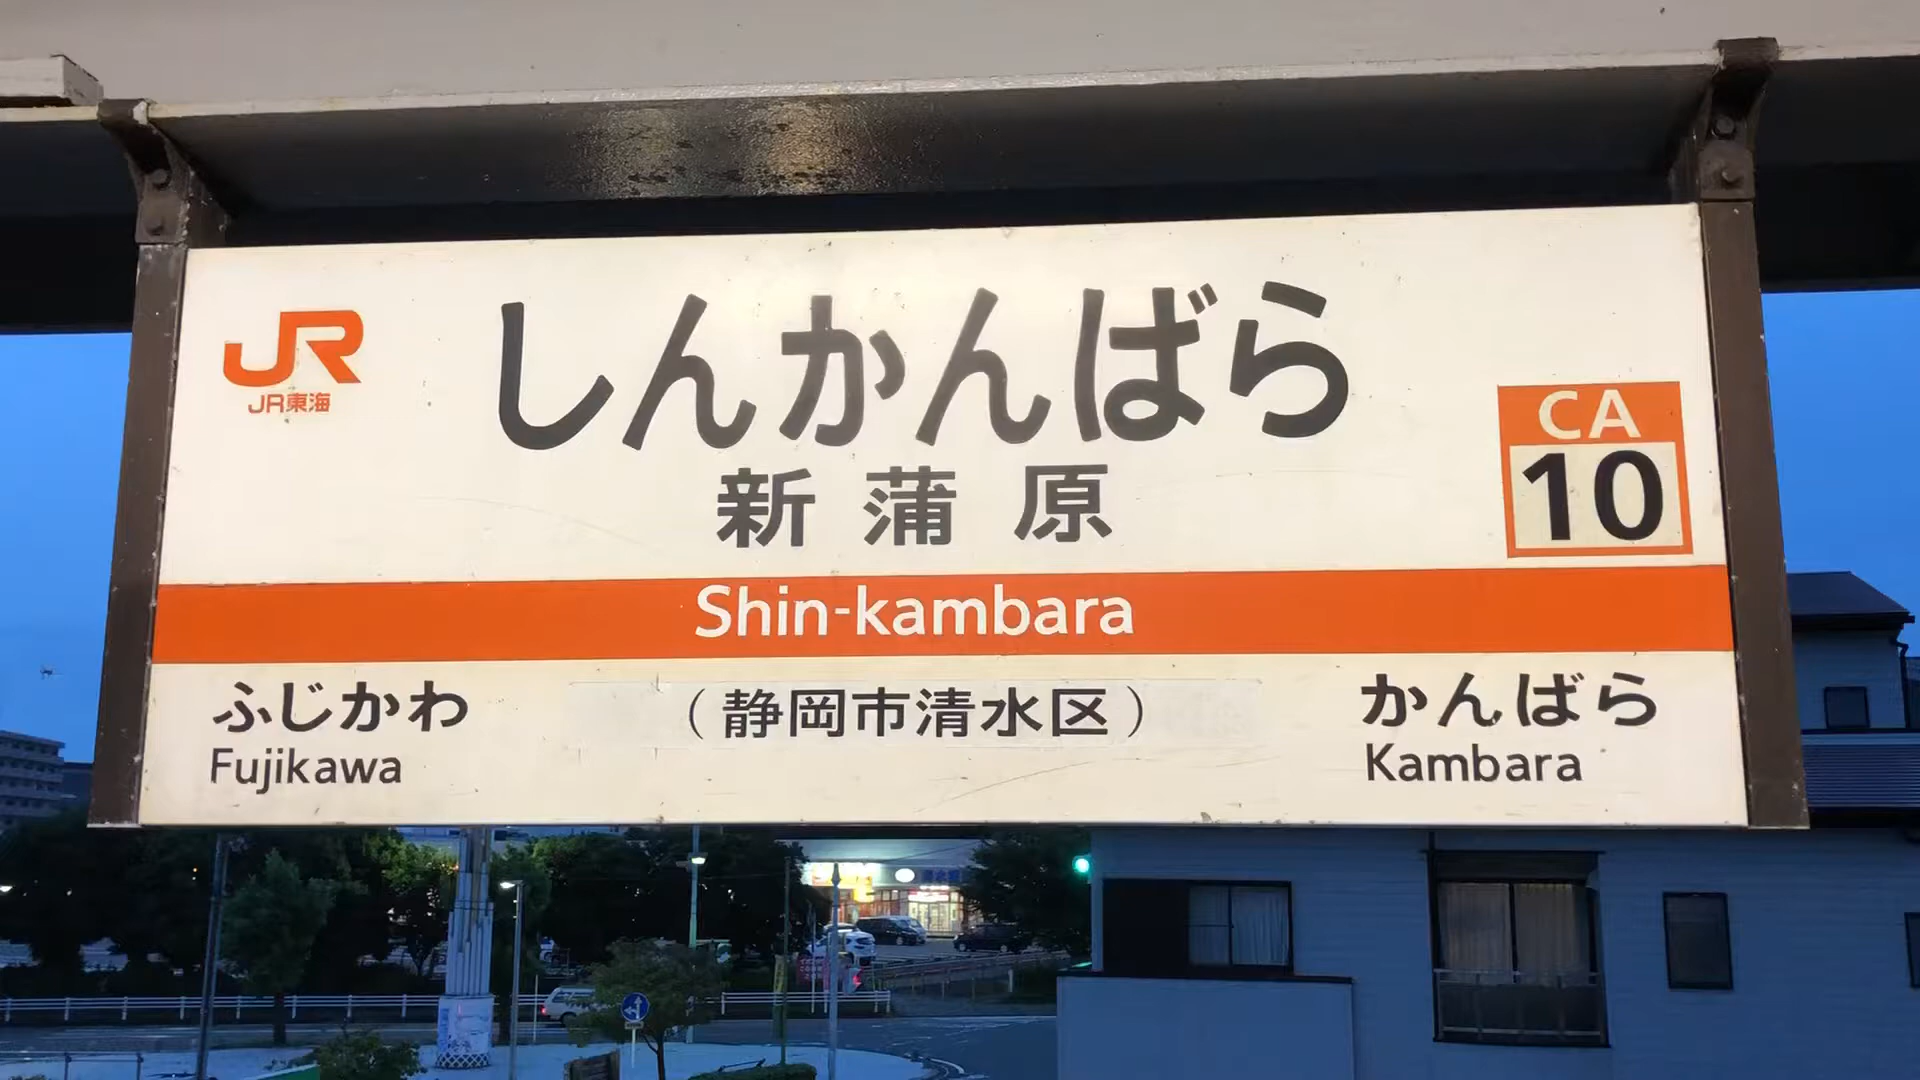 JR
JR東海
しんかんばら
新蒲原
CA
10
Shin-kambara
ふじかわ
Fujikawa
（静岡市清水区）
かんばら
Kambara